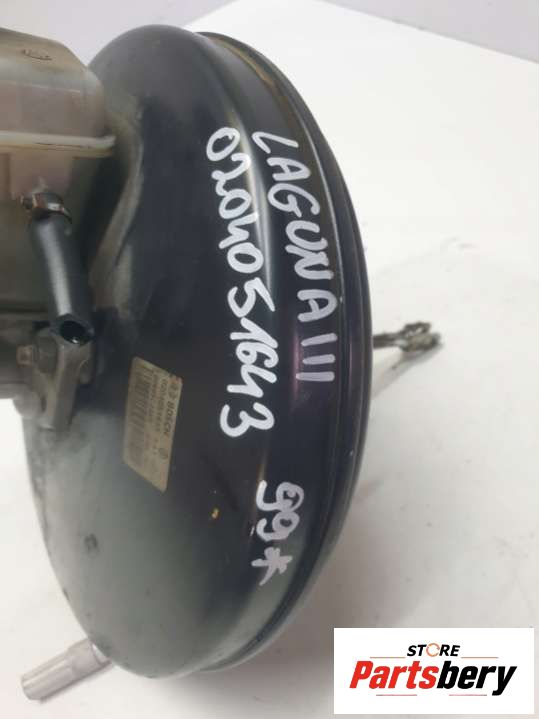 LAGUNA III
0204051643
99*
BOSCH
STORE
Partsbery